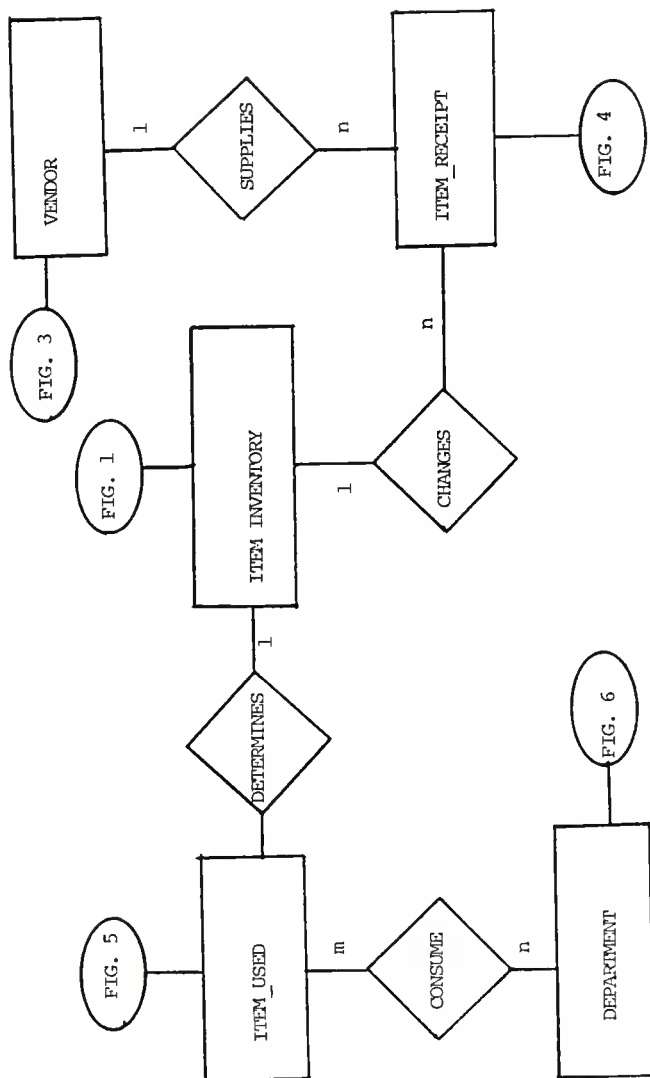 FIG. 3
VENDOR
1
SUPPLIES
n
ITEM_RECEIPT
FIG. 4
n
CHANGES
1
FIG. 1
ITEM INVENTORY
1
DETERMINES
FIG. 5
ITEM_USED
m
CONSUME
n
DEPARTMENT
FIG. 6